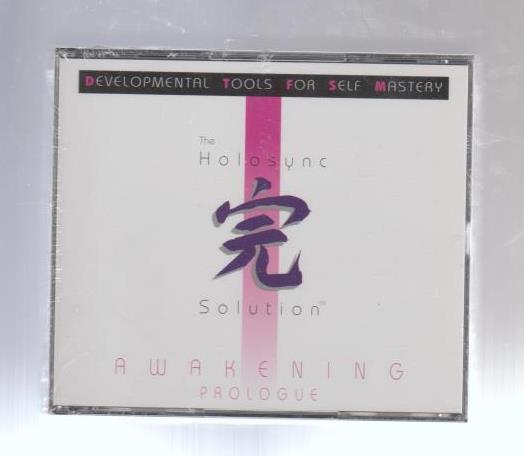 DEVELOPMENTAL TOOLS FOR SELF MASTERY
The
Holosync
完
Solution™
AWAKENING
PROLOGUE